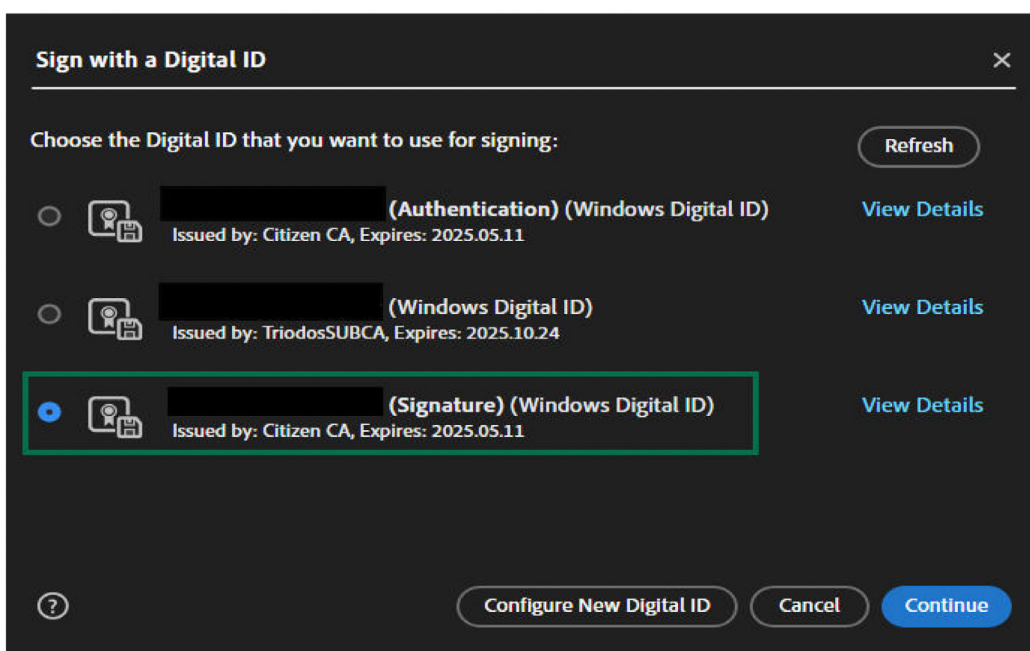 Sign with a Digital ID
Choose the Digital ID that you want to use for signing:
Refresh
(Authentication) (Windows Digital ID)
View Details
Issued by: Citizen CA, Expires: 2025.05.11
(Windows Digital ID)
View Details
Issued by: TriodosSUBCA, Expires: 2025.10.24
(Signature) (Windows Digital ID)
View Details
Issued by: Citizen CA, Expires: 2025.05.11
?
Configure New Digital ID
Cancel
Continue